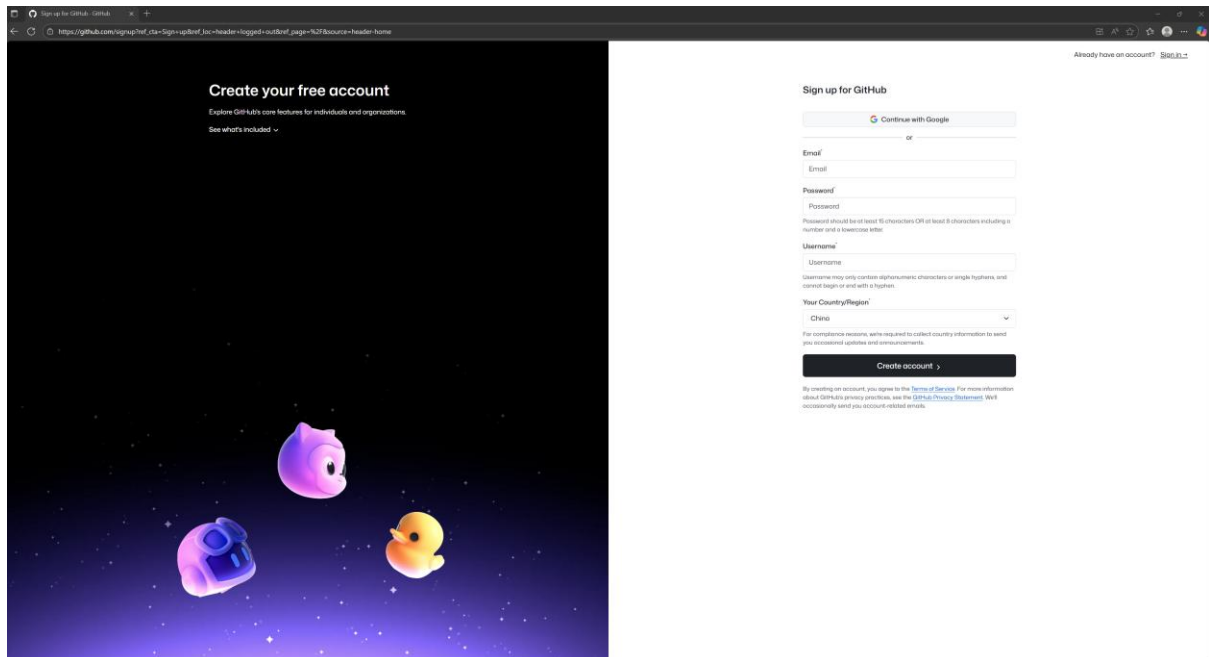 Sign up for GitHub · GitHub
https://github.com/signup?ref_cta=Sign+up&ref_loc=header+logged+out&ref_page=%2F&source=header-home
Already have an account? Sign in →
Create your free account
Explore GitHub's core features for individuals and organizations.
See what's included
Sign up for GitHub
Continue with Google
or
Email*
Email
Password*
Password
Password should be at least 15 characters OR at least 8 characters including a
number and a lowercase letter.
Username*
Username
Username may only contain alphanumeric characters or single hyphens, and
cannot begin or end with a hyphen.
Your Country/Region*
China
For compliance reasons, we're required to collect country information to send
you occasional updates and announcements.
Create account
By creating an account, you agree to the Terms of Service. For more information
about GitHub's privacy practices, see the GitHub Privacy Statement. We'll
occasionally send you account-related emails.